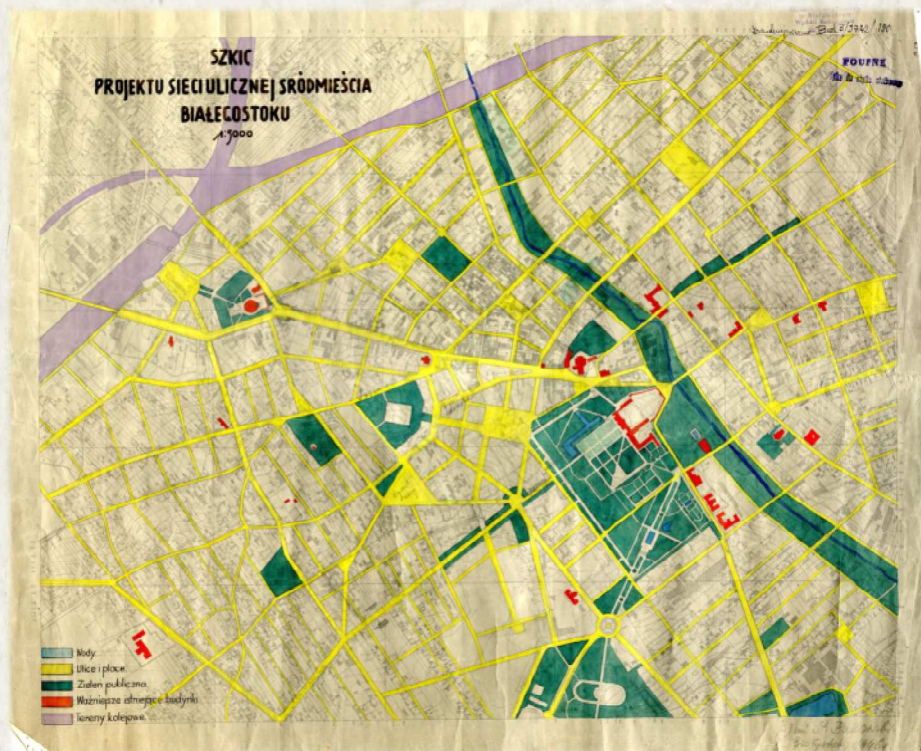 SZKIC
PROJEKTU SIECI ULICZNEJ ŚRÓDMIEŚCIA
BIAŁEGOSTOKU
1:5000
POUFNE
Wody.
Ulice i place.
Zieleń publiczna.
Ważniejsze istniejące budynki
Tereny kolejowe.